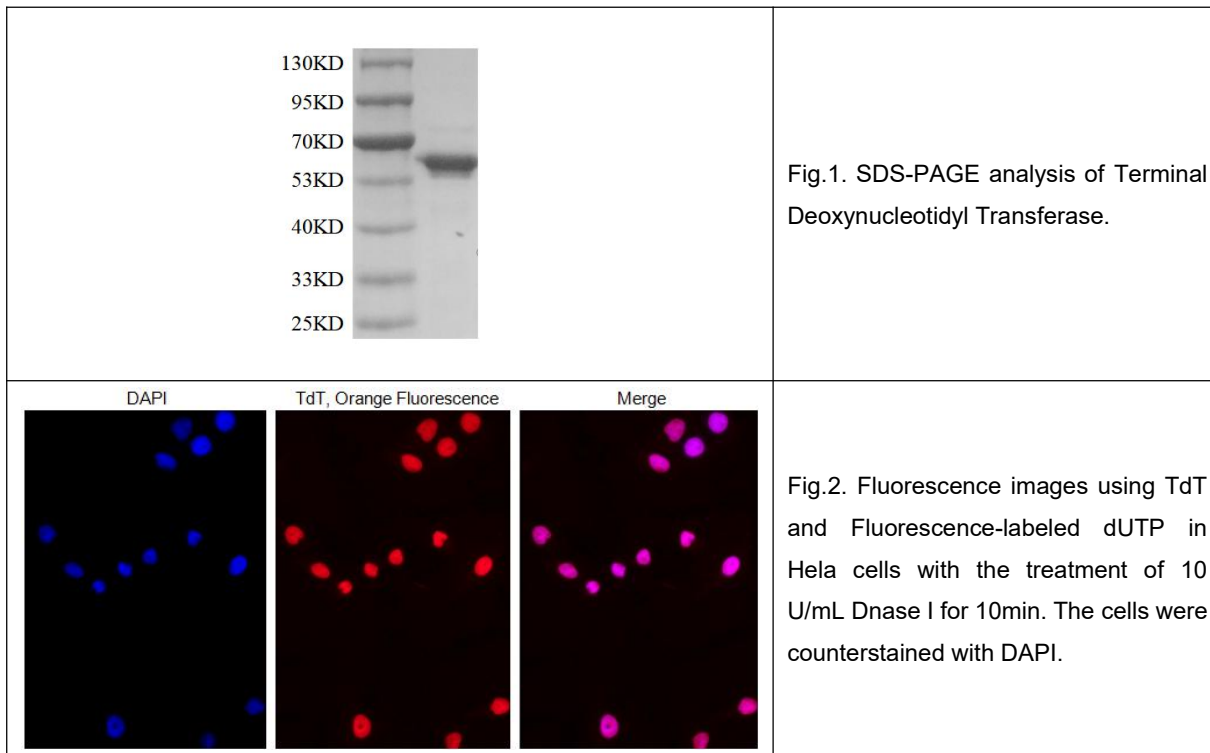 130KD
95KD
70KD
53KD
40KD
33KD
25KD
Fig.1. SDS-PAGE analysis of Terminal
Deoxynucleotidyl Transferase.
DAPI
TdT, Orange Fluorescence
Merge
Fig.2. Fluorescence images using TdT
and Fluorescence-labeled dUTP in
Hela cells with the treatment of 10
U/mL Dnase I for 10min. The cells were
counterstained with DAPI.